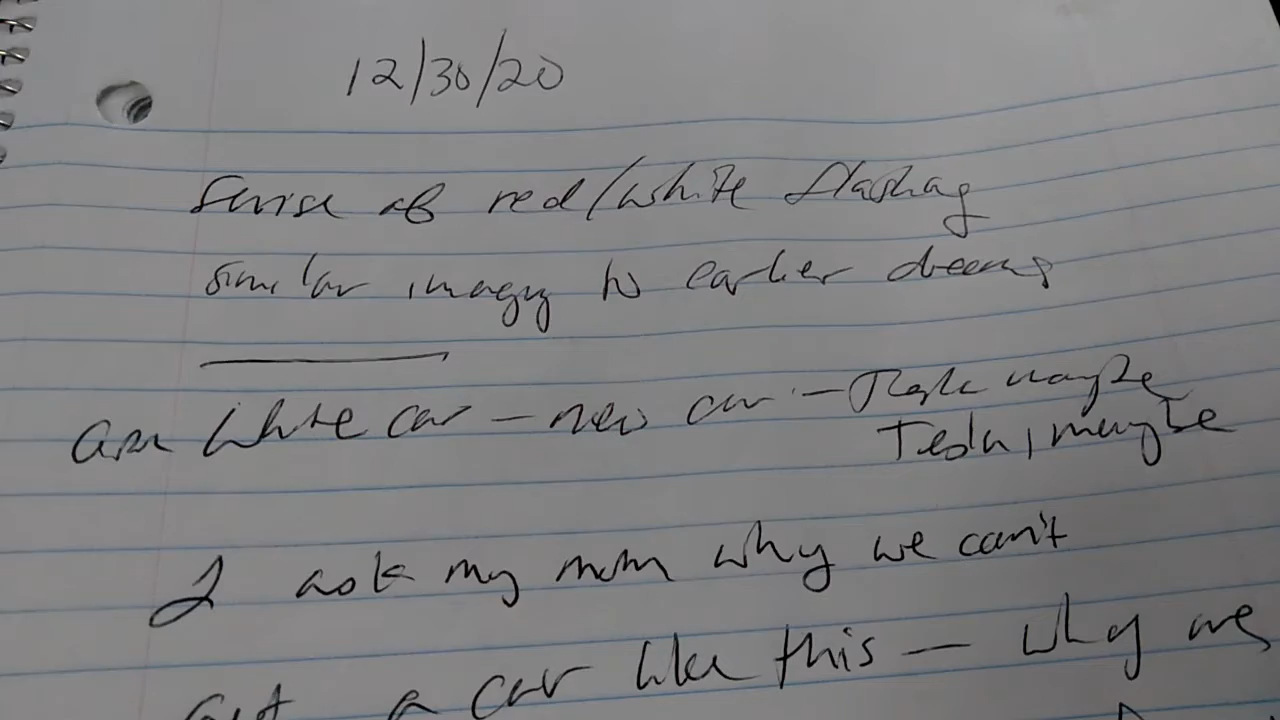 12/30/20
Sense of red/white flashing
similar imagery to earlier dreams
a white car - new car - Tesla maybe
Tesla, maybe
I ask my mom why we can't
get a car like this - why we